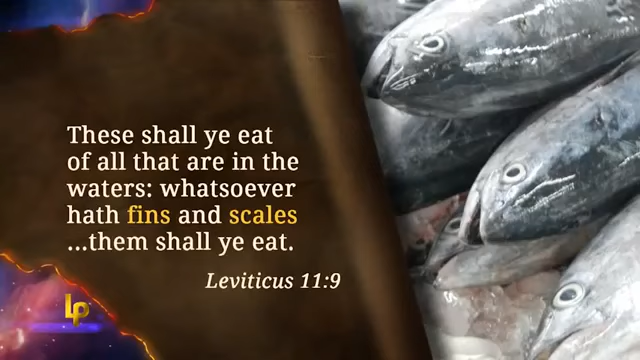 These shall ye eat
of all that are in the
waters: whatsoever
hath fins and scales
...them shall ye eat.
Leviticus 11:9
LP